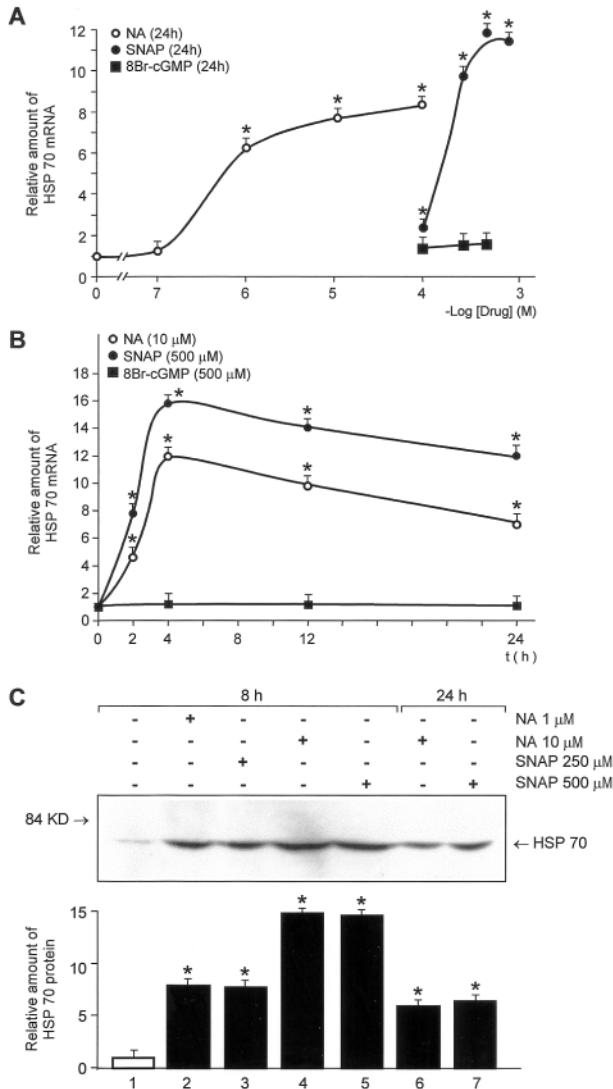 A
NA (24h)
SNAP (24h)
8Br-cGMP (24h)
Relative amount of
HSP 70 mRNA
12
10
8
6
4
2
0
* * * * * * * *
0 7 6 5 4 3
-Log [Drug] (M)
B
NA (10 µM)
SNAP (500 µM)
8Br-cGMP (500 µM)
Relative amount of
HSP 70 mRNA
16
14
12
10
8
6
4
2
0
* * * * * * * *
0 2 4 12 24
t ( h )
C
8 h 24 h
- + - - - - - NA 1 µM
- - - + - + - NA 10 µM
- - + - - - - SNAP 250 µM
- - - - + - + SNAP 500 µM
84 KD →
← HSP 70
Relative amount of
HSP 70 protein
15
10
5
0
* * * * * *
1 2 3 4 5 6 7